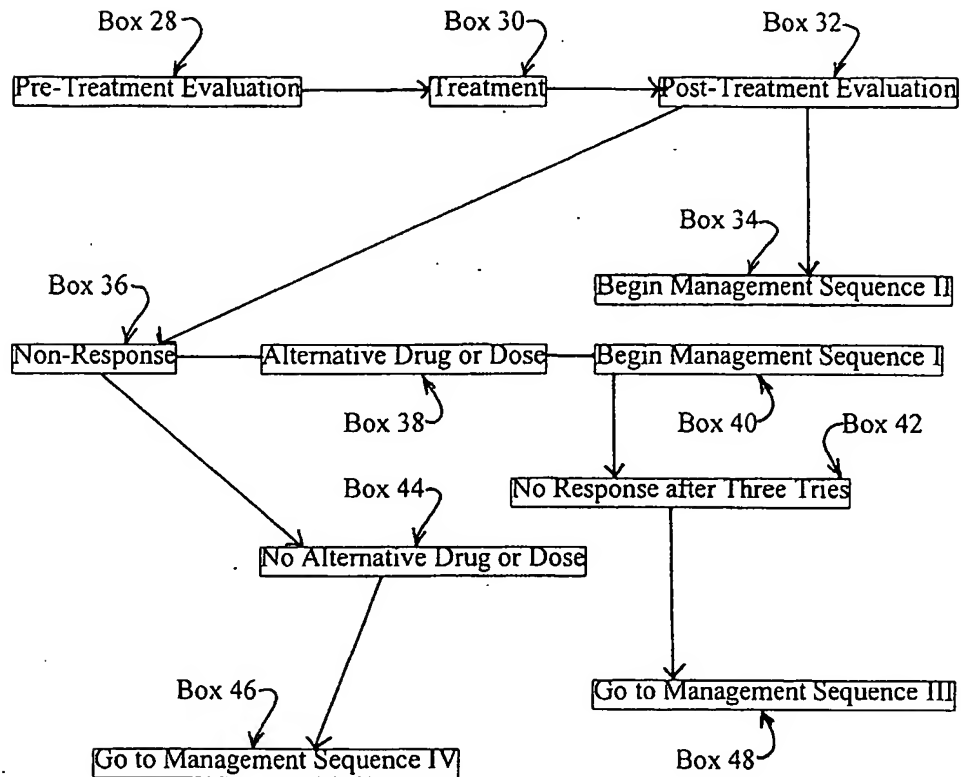 Box 28
Box 30
Box 32
Pre-Treatment Evaluation
Treatment
Post-Treatment Evaluation
Box 34
Begin Management Sequence II
Box 36
Non-Response
Alternative Drug or Dose
Begin Management Sequence I
Box 38
Box 40
Box 42
Box 44
No Response after Three Tries
No Alternative Drug or Dose
Box 46
Go to Management Sequence III
Go to Management Sequence IV
Box 48